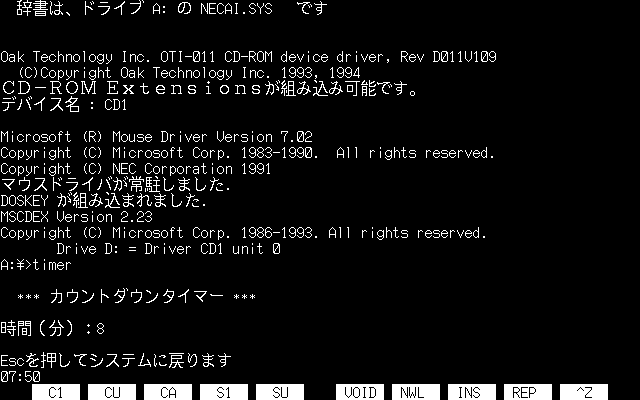 辞書は、ドライブ A: の NECAI.SYS です
Oak Technology Inc. OTI-011 CD-ROM device driver, Rev D011V109
(C)Copyright Oak Technology Inc. 1993, 1994
ＣＤ－ＲＯＭ Ｅｘｔｅｎｓｉｏｎｓが組み込み可能です。
デバイス名 : CD1
Microsoft (R) Mouse Driver Version 7.02
Copyright (C) Microsoft Corp. 1983-1990. All rights reserved.
Copyright (C) NEC Corporation 1991
マウスドライバが常駐しました.
DOSKEY が組み込まれました.
MSCDEX Version 2.23
Copyright (C) Microsoft Corp. 1986-1993. All rights reserved.
Drive D: = Driver CD1 unit 0
A:¥>timer
*** カウントダウンタイマー ***
時間（分）:8
Escを押してシステムに戻ります
07:50
C1 CU CA S1 SU VOID NWL INS REP ^Z